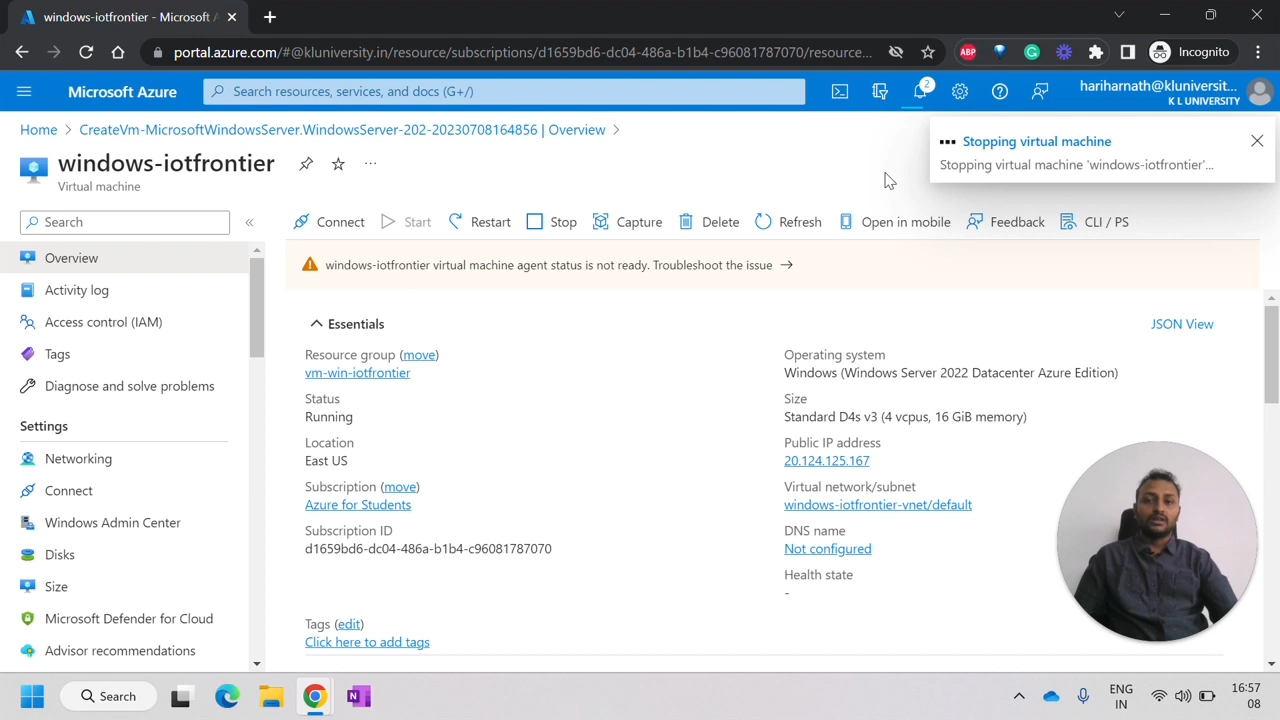 windows-iotfrontier - Microsoft A
portal.azure.com/#@kluniversity.in/resource/subscriptions/d1659bd6-dc04-486a-b1b4-c96081787070/resource...
ABP
Incognito
Microsoft Azure
Search resources, services, and docs (G+/)
2
hariharnath@kluniversit...
K L UNIVERSITY
Home > CreateVm-MicrosoftWindowsServer.WindowsServer-202-20230708164856 | Overview >
Stopping virtual machine
Stopping virtual machine 'windows-iotfrontier'...
windows-iotfrontier
Virtual machine
Search
Connect
Start
Restart
Stop
Capture
Delete
Refresh
Open in mobile
Feedback
CLI / PS
Overview
Activity log
Access control (IAM)
Tags
Diagnose and solve problems
Settings
Networking
Connect
Windows Admin Center
Disks
Size
Microsoft Defender for Cloud
Advisor recommendations
windows-iotfrontier virtual machine agent status is not ready. Troubleshoot the issue →
Essentials
JSON View
Resource group (move)
vm-win-iotfrontier
Status
Running
Location
East US
Subscription (move)
Azure for Students
Subscription ID
d1659bd6-dc04-486a-b1b4-c96081787070
Tags (edit)
Click here to add tags
Operating system
Windows (Windows Server 2022 Datacenter Azure Edition)
Size
Standard D4s v3 (4 vcpus, 16 GiB memory)
Public IP address
20.124.125.167
Virtual network/subnet
windows-iotfrontier-vnet/default
DNS name
Not configured
Health state
-
Search
ENG
IN
16:57
08